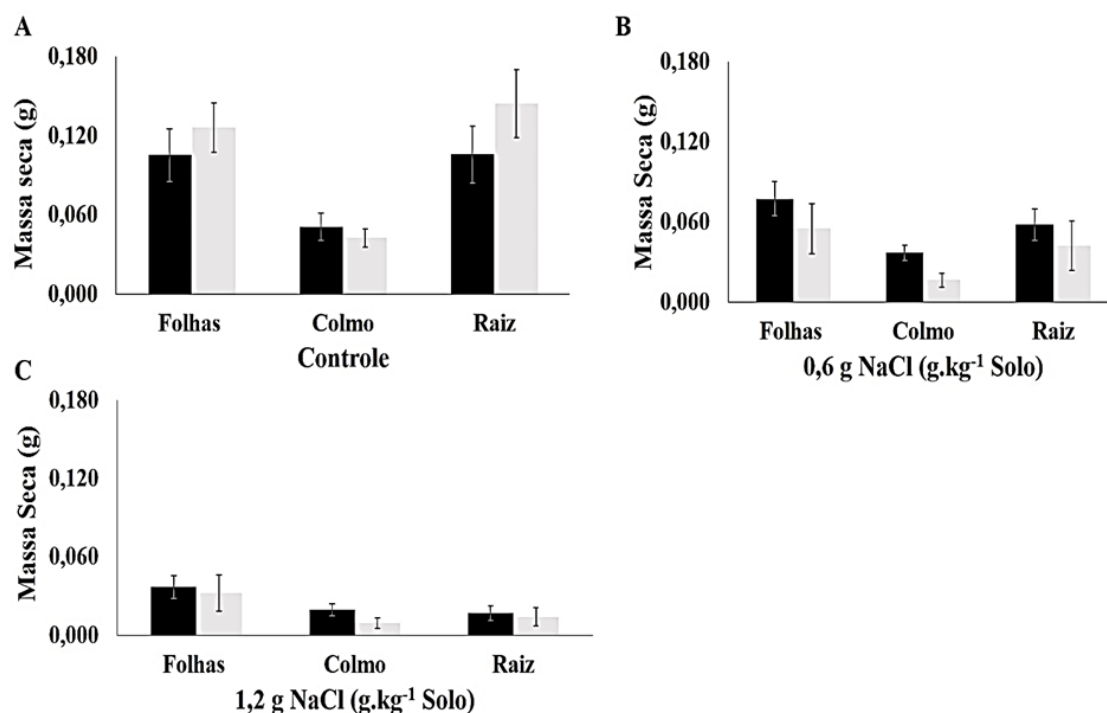 A
Massa seca (g)
0,180
0,120
0,060
0,000
Folhas Colmo Raiz
Controle
B
Massa Seca (g)
0,180
0,120
0,060
0,000
Folhas Colmo Raiz
0,6 g NaCl (g.kg⁻¹ Solo)
C
Massa Seca (g)
0,180
0,120
0,060
0,000
Folhas Colmo Raiz
1,2 g NaCl (g.kg⁻¹ Solo)